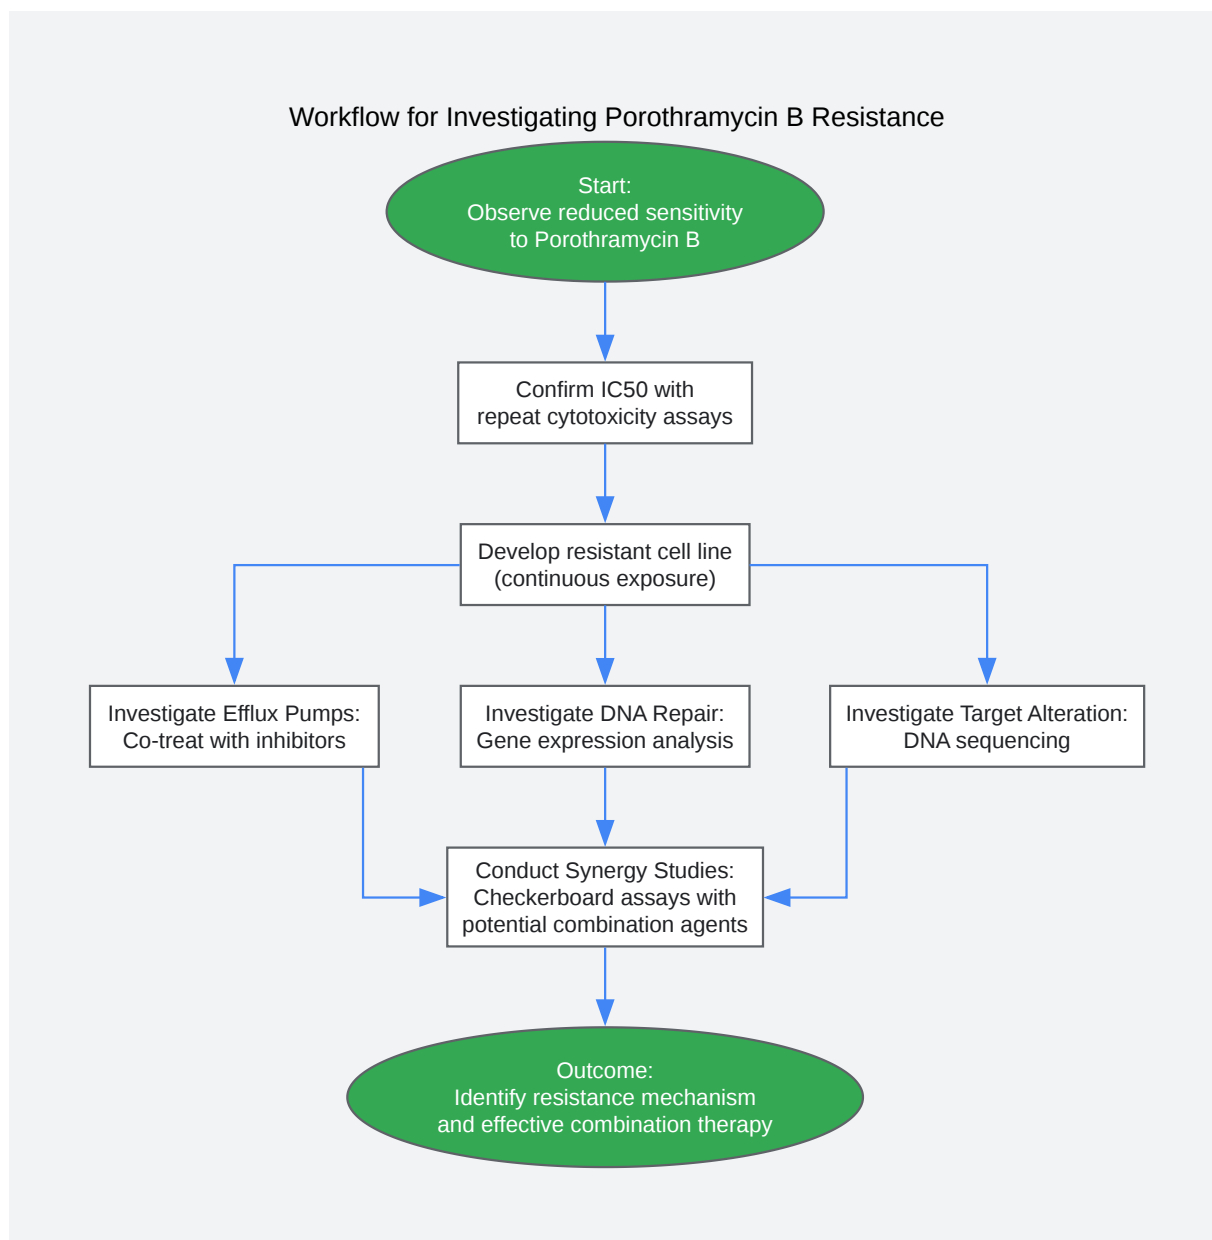 Workflow for Investigating Porothramycin B Resistance
Start:
Observe reduced sensitivity
to Porothramycin B
Confirm IC50 with
repeat cytotoxicity assays
Develop resistant cell line
(continuous exposure)
Investigate Efflux Pumps:
Co-treat with inhibitors
Investigate DNA Repair:
Gene expression analysis
Investigate Target Alteration:
DNA sequencing
Conduct Synergy Studies:
Checkerboard assays with
potential combination agents
Outcome:
Identify resistance mechanism
and effective combination therapy